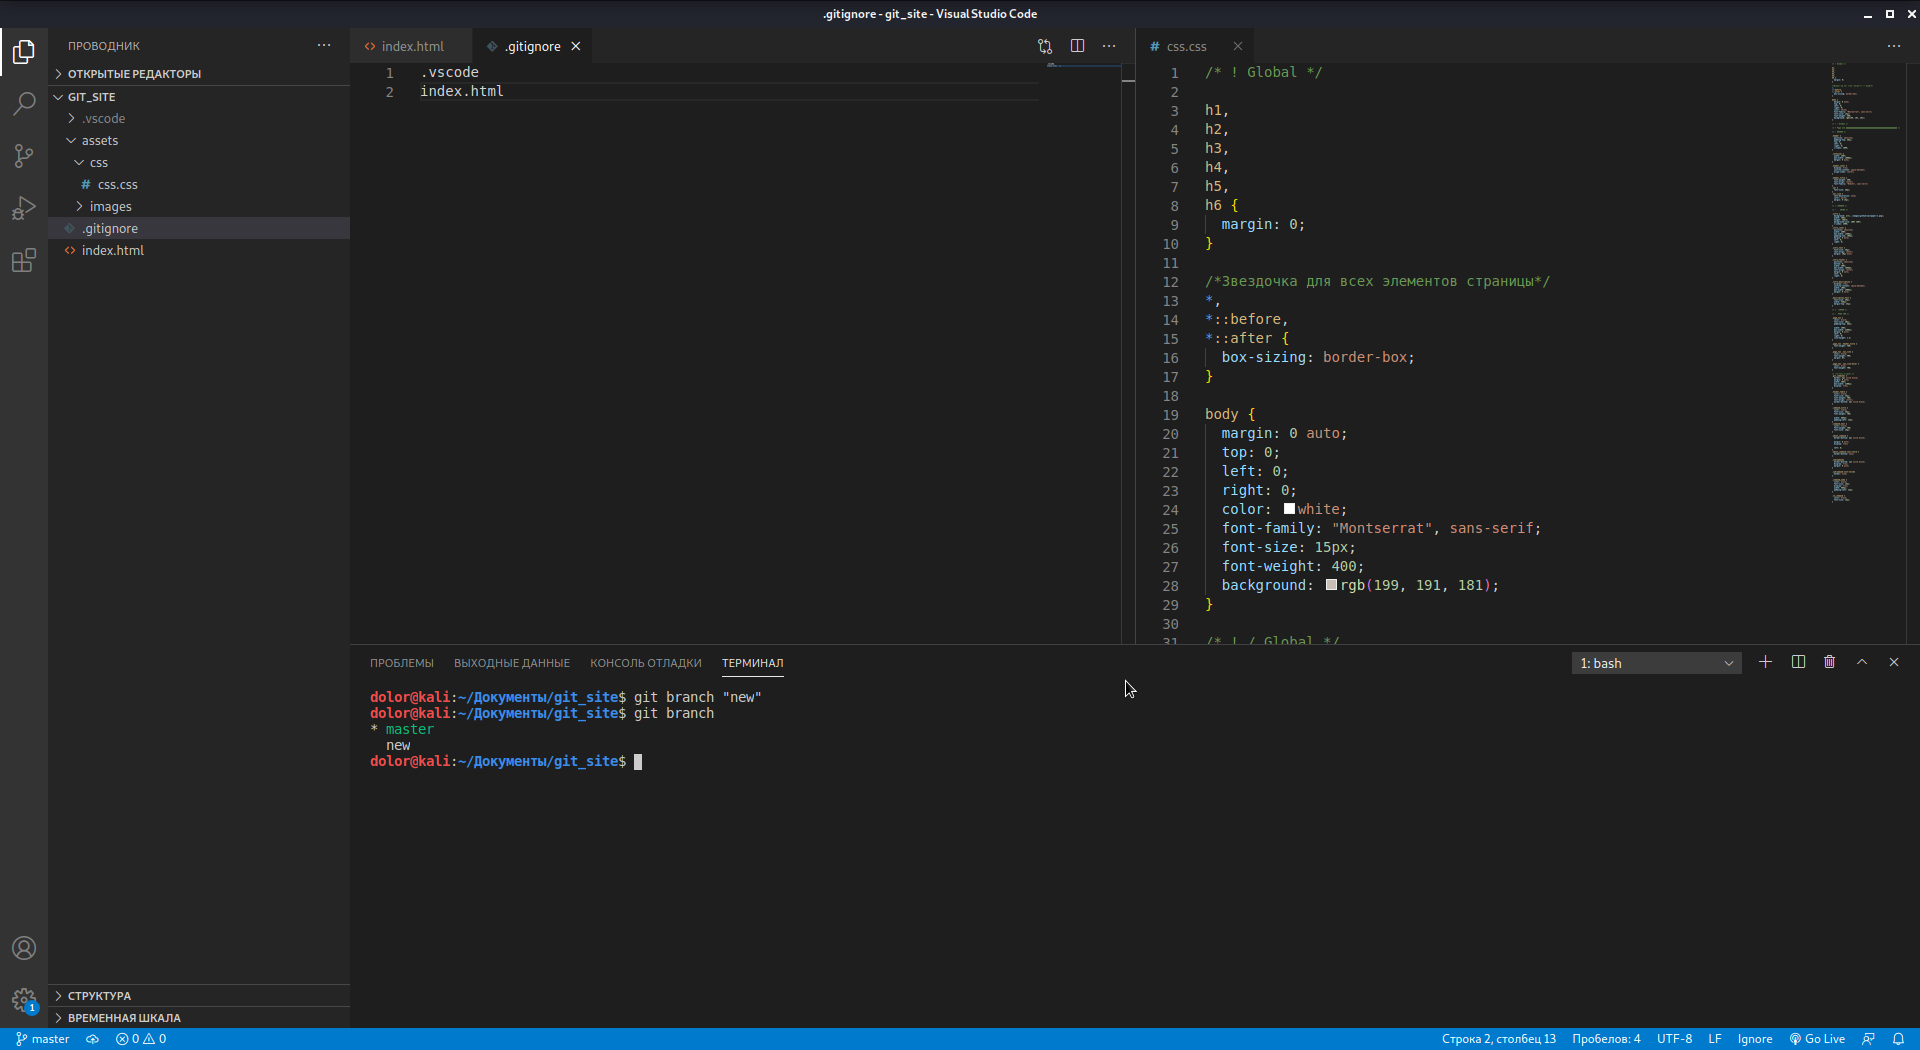 .gitignore - git_site - Visual Studio Code
ПРОВОДНИК
ОТКРЫТЫЕ РЕДАКТОРЫ
GIT_SITE
.vscode
assets
css
# css.css
images
.gitignore
index.html
СТРУКТУРА
ВРЕМЕННАЯ ШКАЛА
index.html
.gitignore
1 .vscode
2 index.html
# css.css
1 /* ! Global */
2
3 h1,
4 h2,
5 h3,
6 h4,
7 h5,
8 h6 {
9 margin: 0;
10 }
11
12 /*Звездочка для всех элементов страницы*/
13 *,
14 *::before,
15 *::after {
16 box-sizing: border-box;
17 }
18
19 body {
20 margin: 0 auto;
21 top: 0;
22 left: 0;
23 right: 0;
24 color: white;
25 font-family: "Montserrat", sans-serif;
26 font-size: 15px;
27 font-weight: 400;
28 background: rgb(199, 191, 181);
29 }
30
31 /* ! / Global */
ПРОБЛЕМЫ ВЫХОДНЫЕ ДАННЫЕ КОНСОЛЬ ОТЛАДКИ ТЕРМИНАЛ
1: bash
dolor@kali:~/Документы/git_site$ git branch "new"
dolor@kali:~/Документы/git_site$ git branch
* master
new
dolor@kali:~/Документы/git_site$
1
master 0 0
Строка 2, столбец 13 Пробелов: 4 UTF-8 LF Ignore Go Live